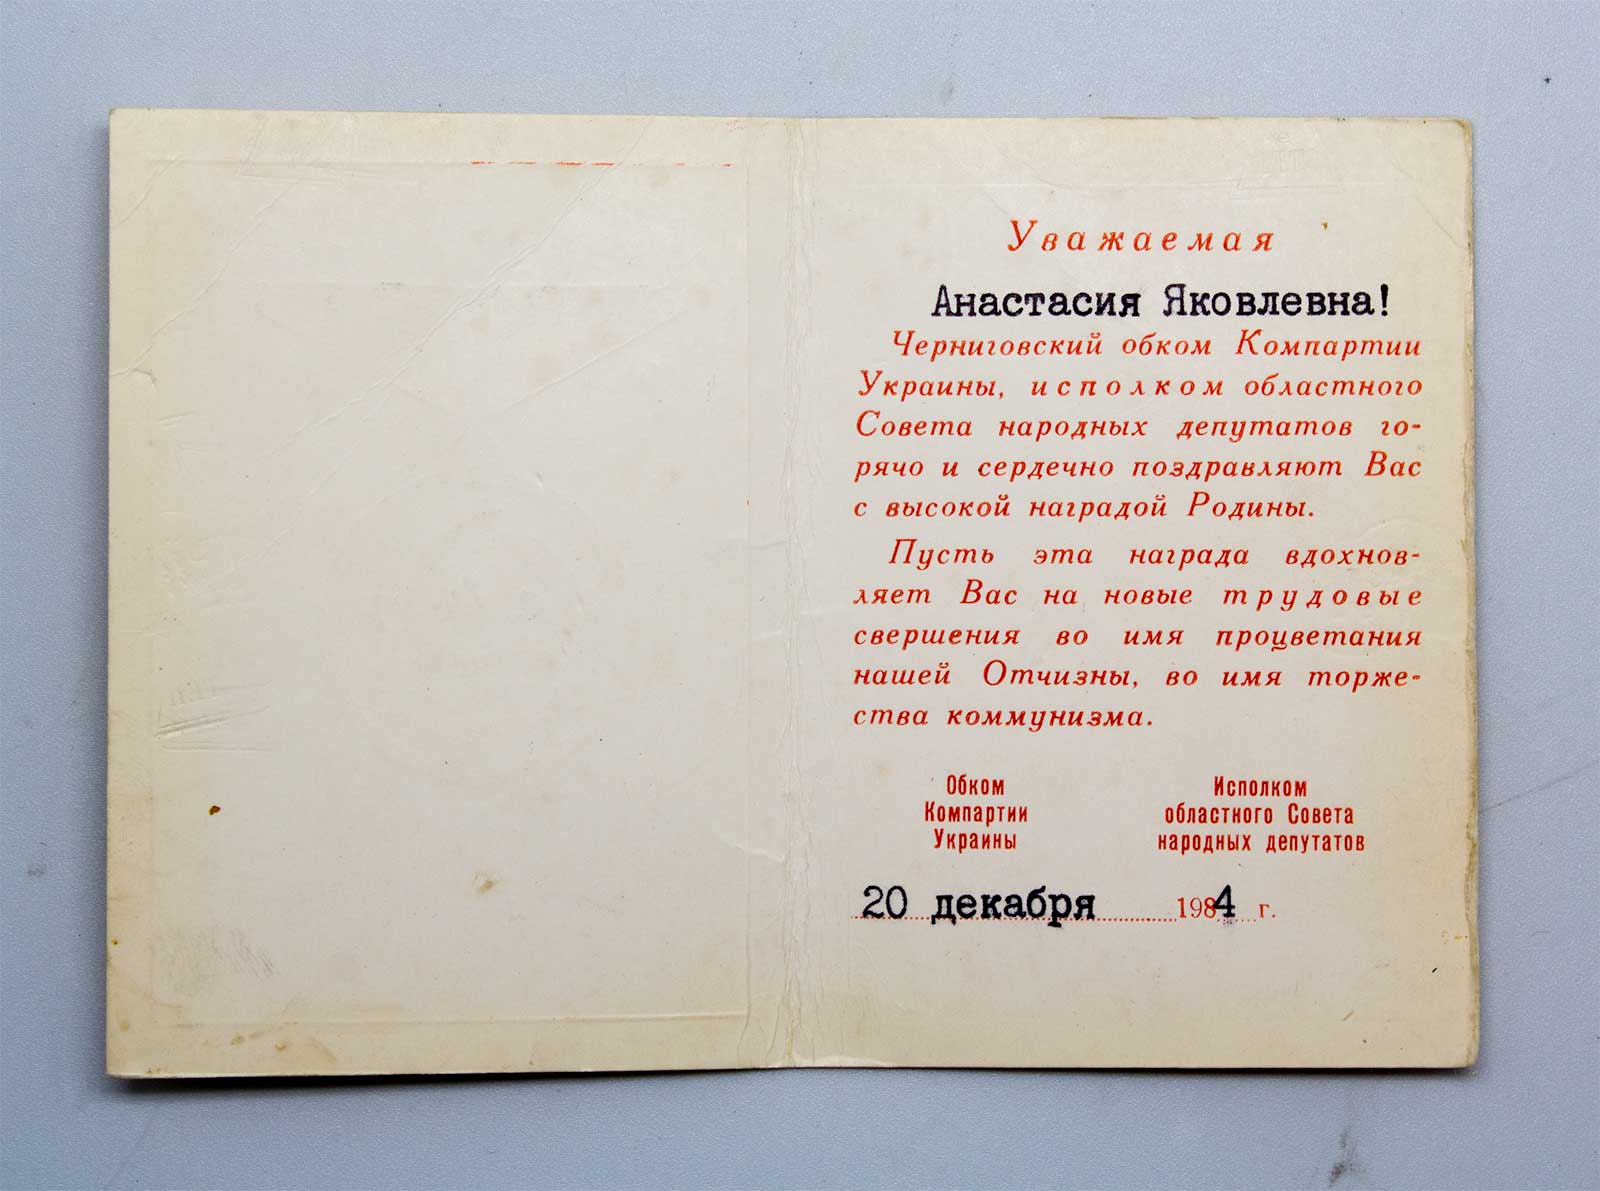 Уважаемая
Анастасия Яковлевна!
Черниговский обком Компартии
Украины, исполком областного
Совета народных депутатов го-
рячо и сердечно поздравляют Вас
с высокой наградой Родины.
Пусть эта награда вдохнов-
ляет Вас на новые трудовые
свершения во имя процветания
нашей Отчизны, во имя торже-
ства коммунизма.
Обком
Компартии
Украины
Исполком
областного Совета
народных депутатов
20 декабря 1984 г.